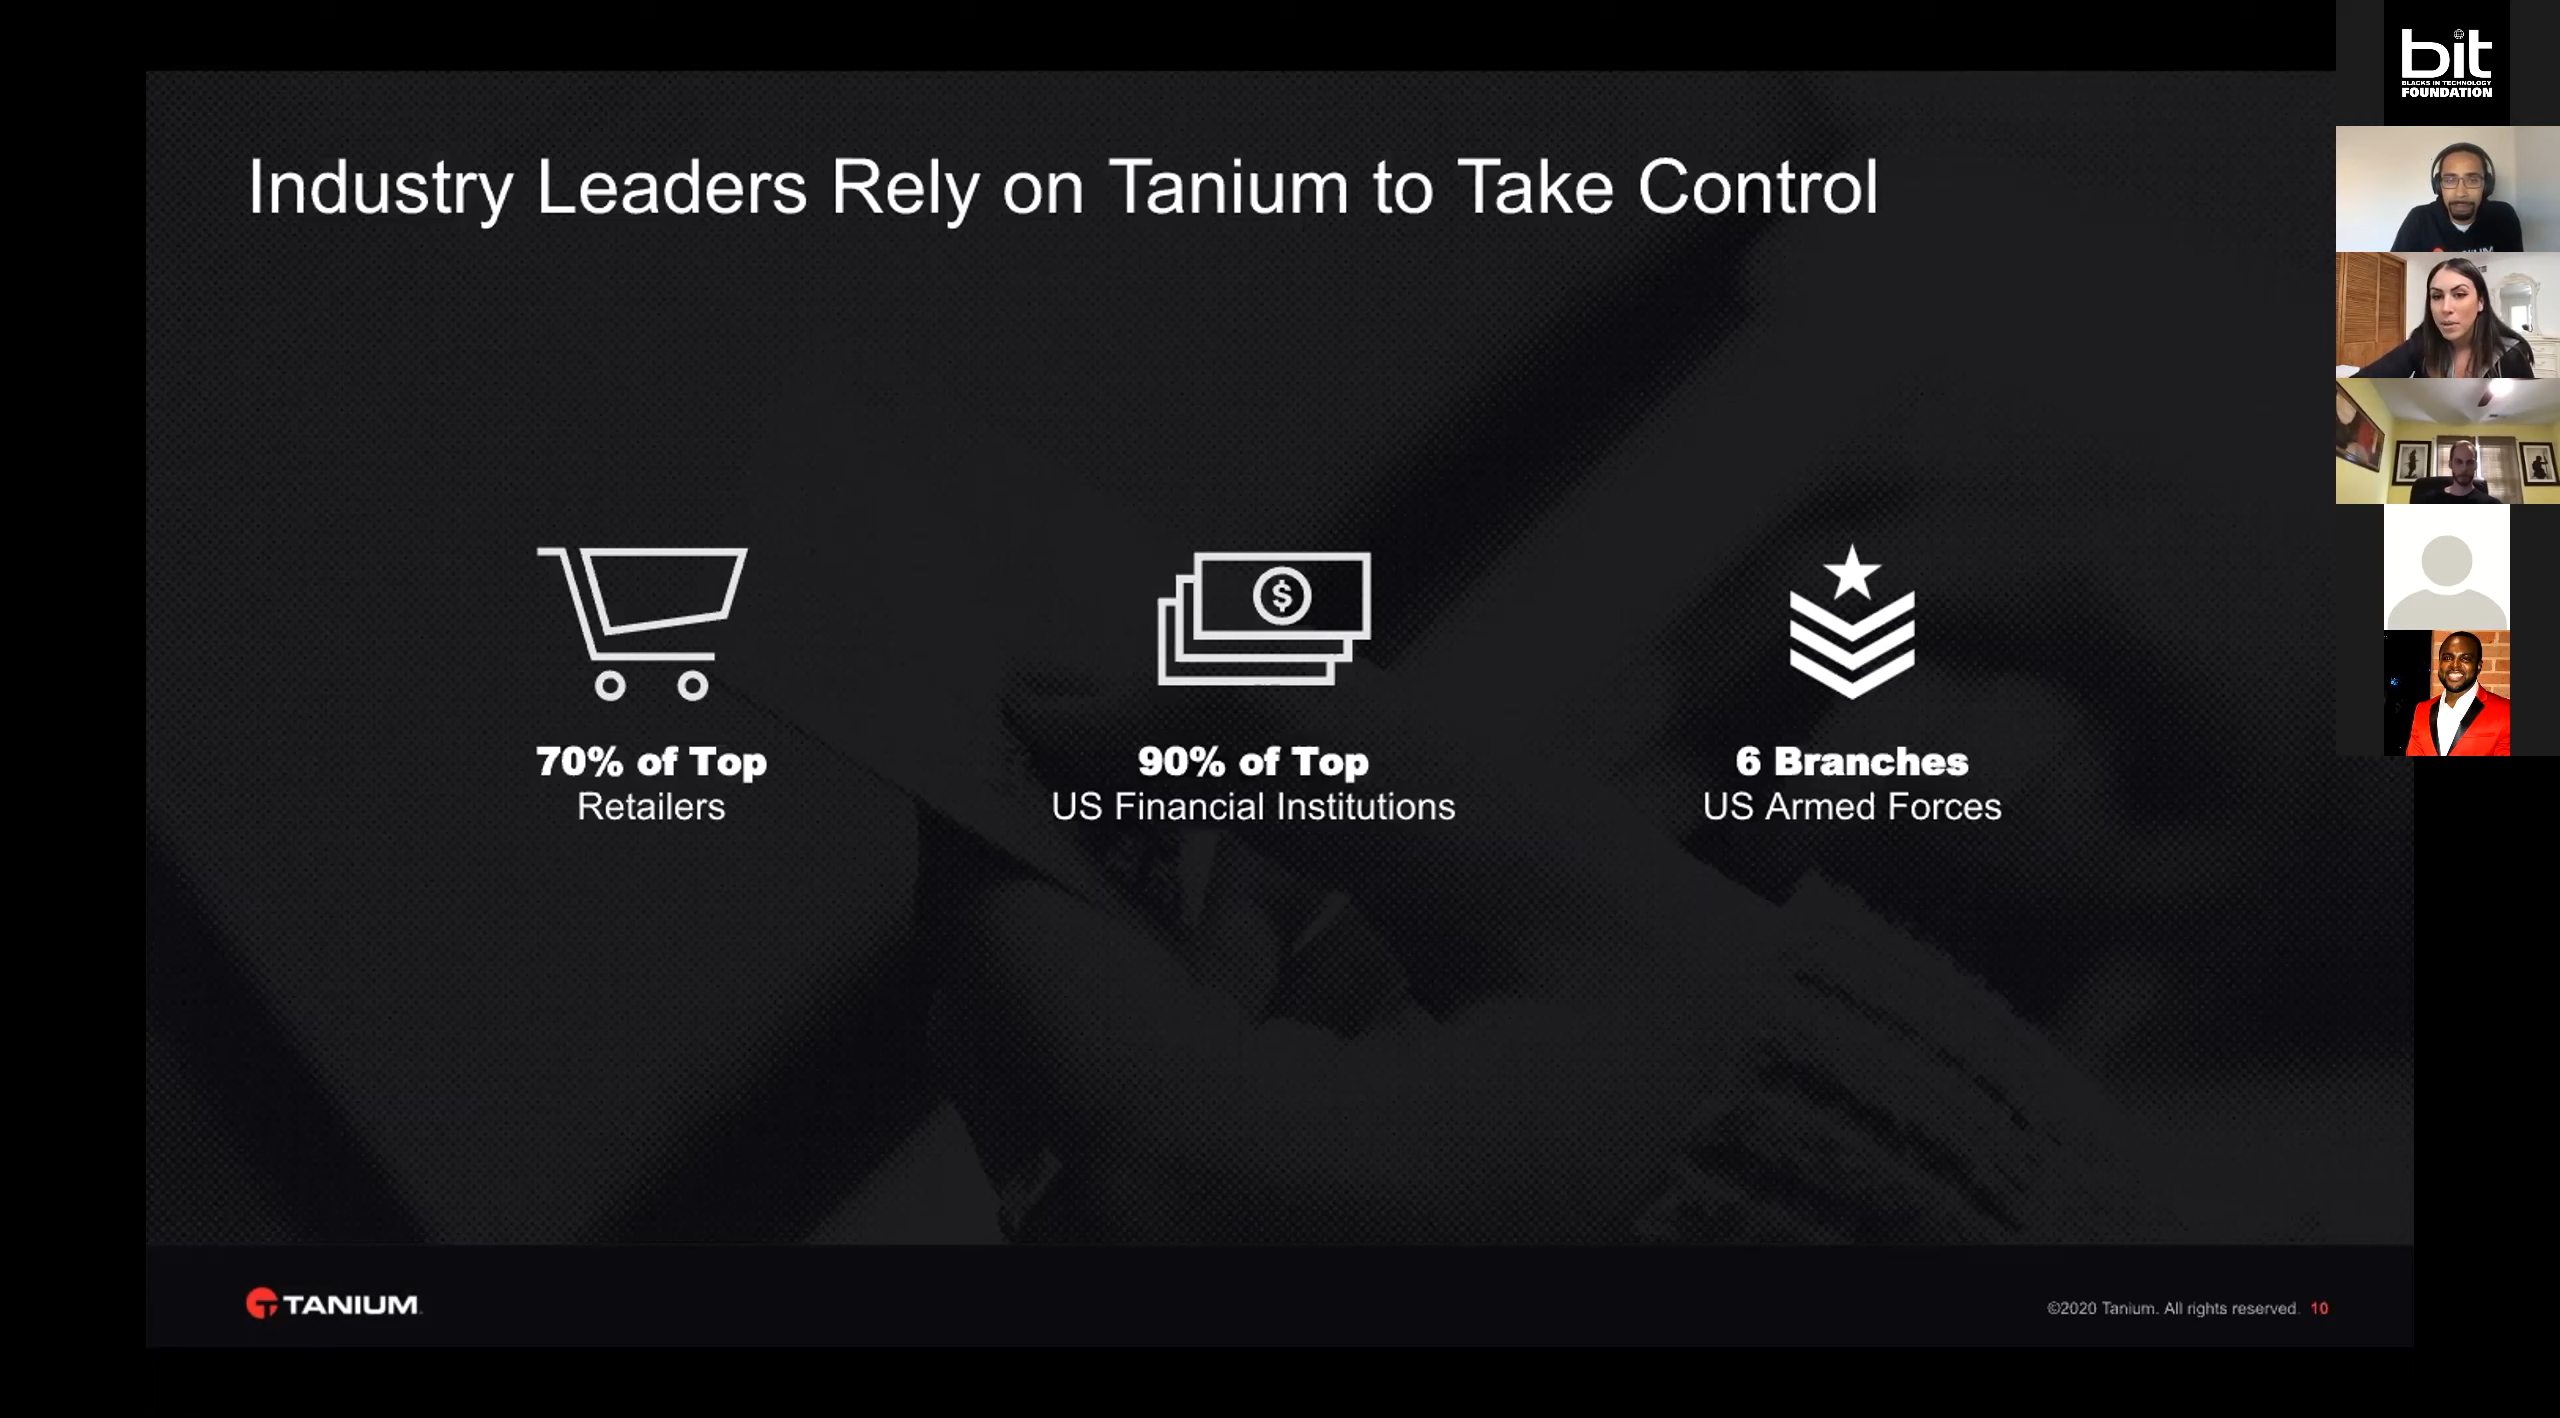 Industry Leaders Rely on Tanium to Take Control
$
70% of Top
Retailers
90% of Top
US Financial Institutions
6 Branches
US Armed Forces
TANIUM
©2020 Tanium. All rights reserved. 10
bit
BLACKS IN TECHNOLOGY
FOUNDATION